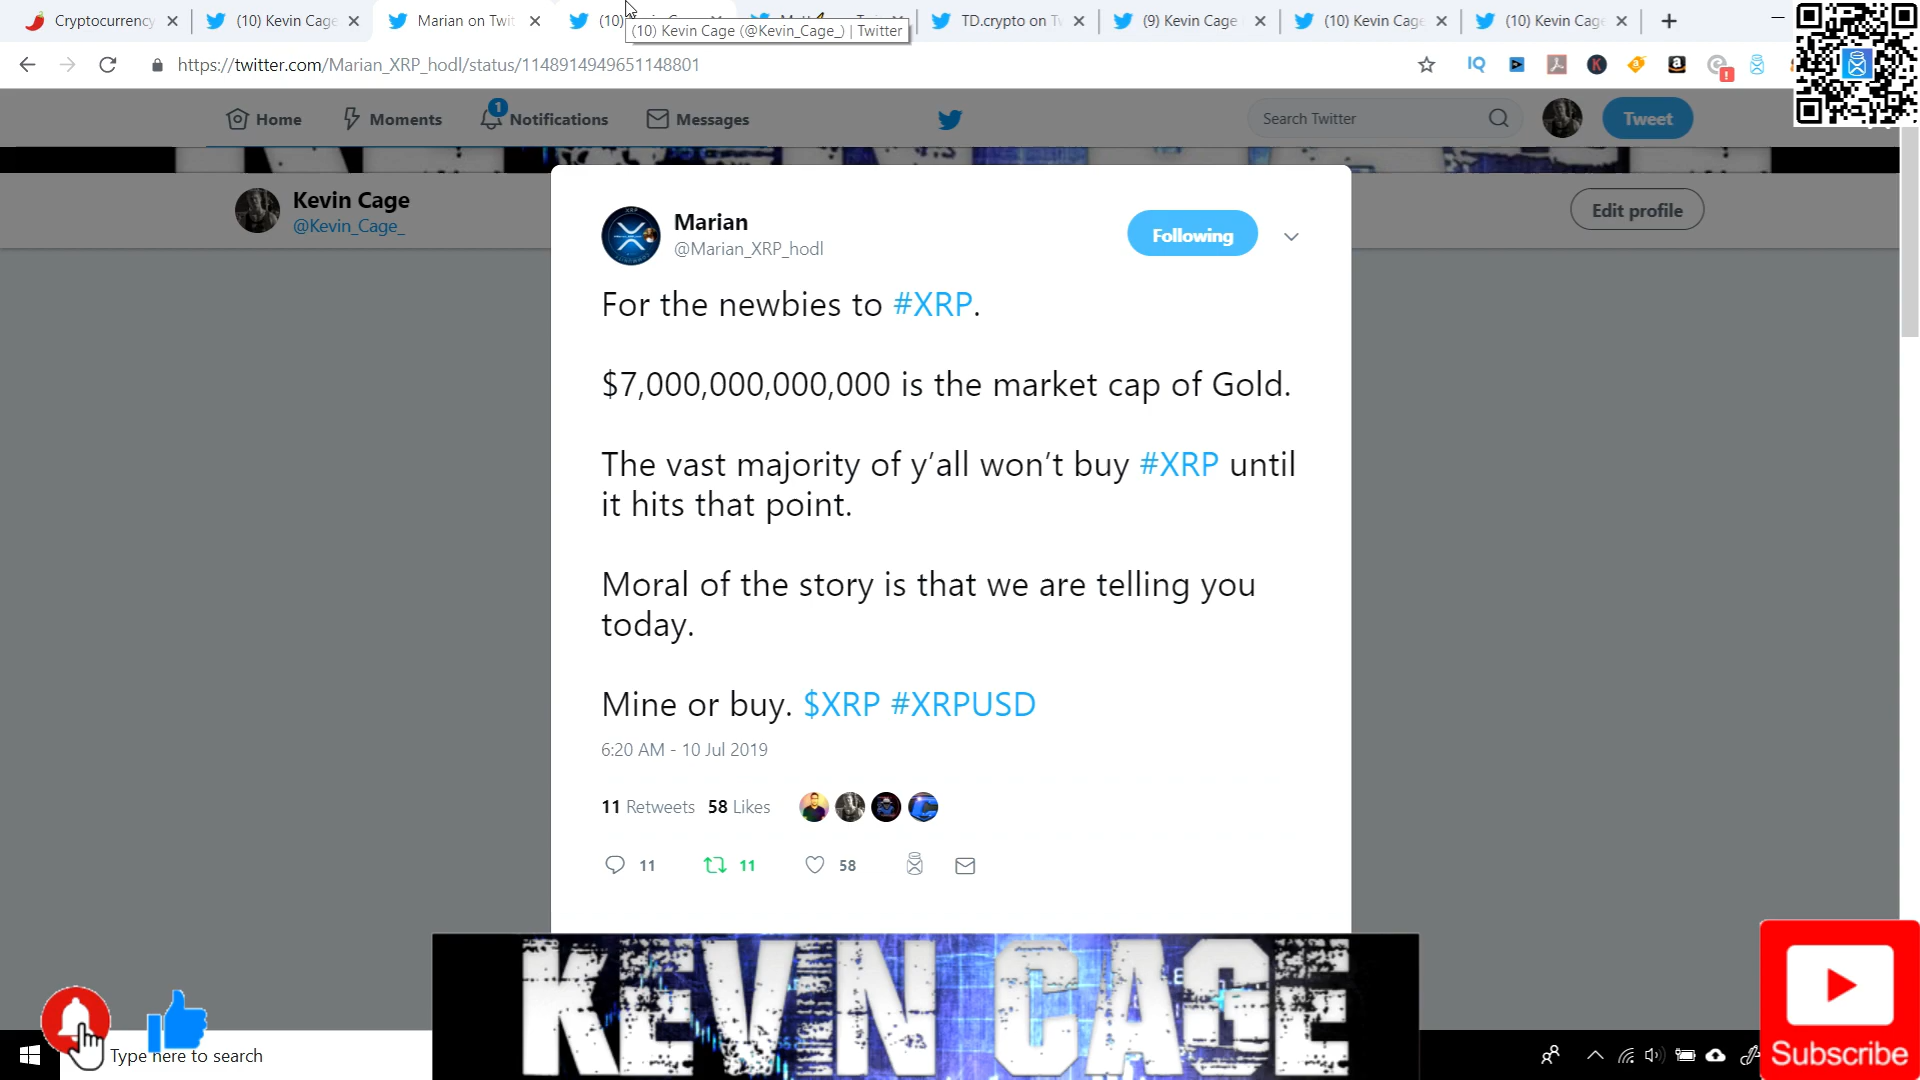 Cryptocurrency
(10) Kevin Cage
Marian on Twit
(10)
TD.crypto on Tw
(9) Kevin Cage
(10) Kevin Cage
(10) Kevin Cage
(10) Kevin Cage (@Kevin_Cage_) | Twitter
https://twitter.com/Marian_XRP_hodl/status/1148914949651148801
IQ
Home
Moments
1
Notifications
Messages
Search Twitter
Tweet
Kevin Cage
@Kevin_Cage_
Edit profile
Marian
@Marian_XRP_hodl
Following
For the newbies to #XRP.
$7,000,000,000,000 is the market cap of Gold.
The vast majority of y’all won’t buy #XRP until
it hits that point.
Moral of the story is that we are telling you
today.
Mine or buy. $XRP #XRPUSD
6:20 AM - 10 Jul 2019
11 Retweets 58 Likes
11
11
58
KEVIN CAGE
Type here to search
Subscribe